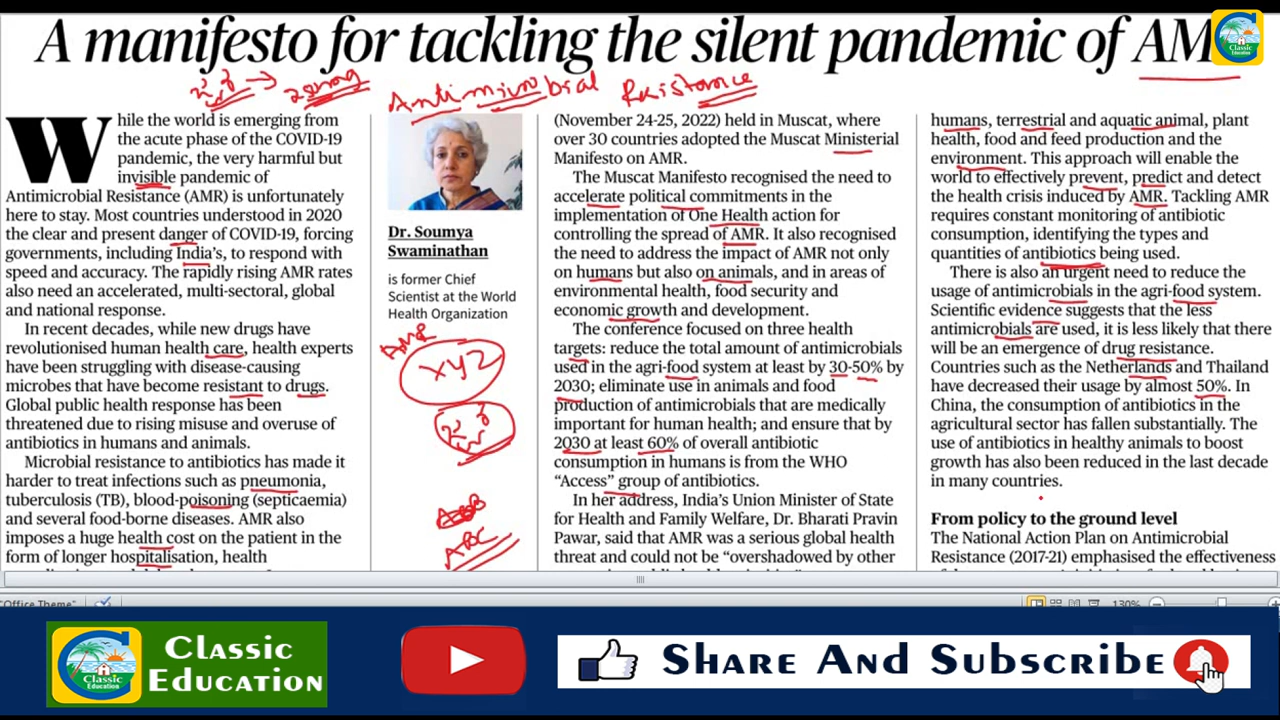 A manifesto for tackling the silent pandemic of AM
Classic
Education
Antimicrobial Resistance
While the world is emerging from
the acute phase of the COVID-19
pandemic, the very harmful but
invisible pandemic of
Antimicrobial Resistance (AMR) is unfortunately
here to stay. Most countries understood in 2020
the clear and present danger of COVID-19, forcing
governments, including India's, to respond with
speed and accuracy. The rapidly rising AMR rates
also need an accelerated, multi-sectoral, global
and national response.
In recent decades, while new drugs have
revolutionised human health care, health experts
have been struggling with disease-causing
microbes that have become resistant to drugs.
Global public health response has been
threatened due to rising misuse and overuse of
antibiotics in humans and animals.
Microbial resistance to antibiotics has made it
harder to treat infections such as pneumonia,
tuberculosis (TB), blood-poisoning (septicaemia)
and several food-borne diseases. AMR also
imposes a huge health cost on the patient in the
form of longer hospitalisation, health
Dr. Soumya
Swaminathan
is former Chief
Scientist at the World
Health Organization
AMR
XYZ
ABC
(November 24-25, 2022) held in Muscat, where
over 30 countries adopted the Muscat Ministerial
Manifesto on AMR.
The Muscat Manifesto recognised the need to
accelerate political commitments in the
implementation of One Health action for
controlling the spread of AMR. It also recognised
the need to address the impact of AMR not only
on humans but also on animals, and in areas of
environmental health, food security and
economic growth and development.
The conference focused on three health
targets: reduce the total amount of antimicrobials
used in the agri-food system at least by 30-50% by
2030; eliminate use in animals and food
production of antimicrobials that are medically
important for human health; and ensure that by
2030 at least 60% of overall antibiotic
consumption in humans is from the WHO
“Access” group of antibiotics.
In her address, India's Union Minister of State
for Health and Family Welfare, Dr. Bharati Pravin
Pawar, said that AMR was a serious global health
threat and could not be “overshadowed by other
humans, terrestrial and aquatic animal, plant
health, food and feed production and the
environment. This approach will enable the
world to effectively prevent, predict and detect
the health crisis induced by AMR. Tackling AMR
requires constant monitoring of antibiotic
consumption, identifying the types and
quantities of antibiotics being used.
There is also an urgent need to reduce the
usage of antimicrobials in the agri-food system.
Scientific evidence suggests that the less
antimicrobials are used, it is less likely that there
will be an emergence of drug resistance.
Countries such as the Netherlands and Thailand
have decreased their usage by almost 50%. In
China, the consumption of antibiotics in the
agricultural sector has fallen substantially. The
use of antibiotics in healthy animals to boost
growth has also been reduced in the last decade
in many countries.
From policy to the ground level
The National Action Plan on Antimicrobial
Resistance (2017-21) emphasised the effectiveness
"Office Theme"
130%
Classic
Education
Classic
Education
Share And Subscribe